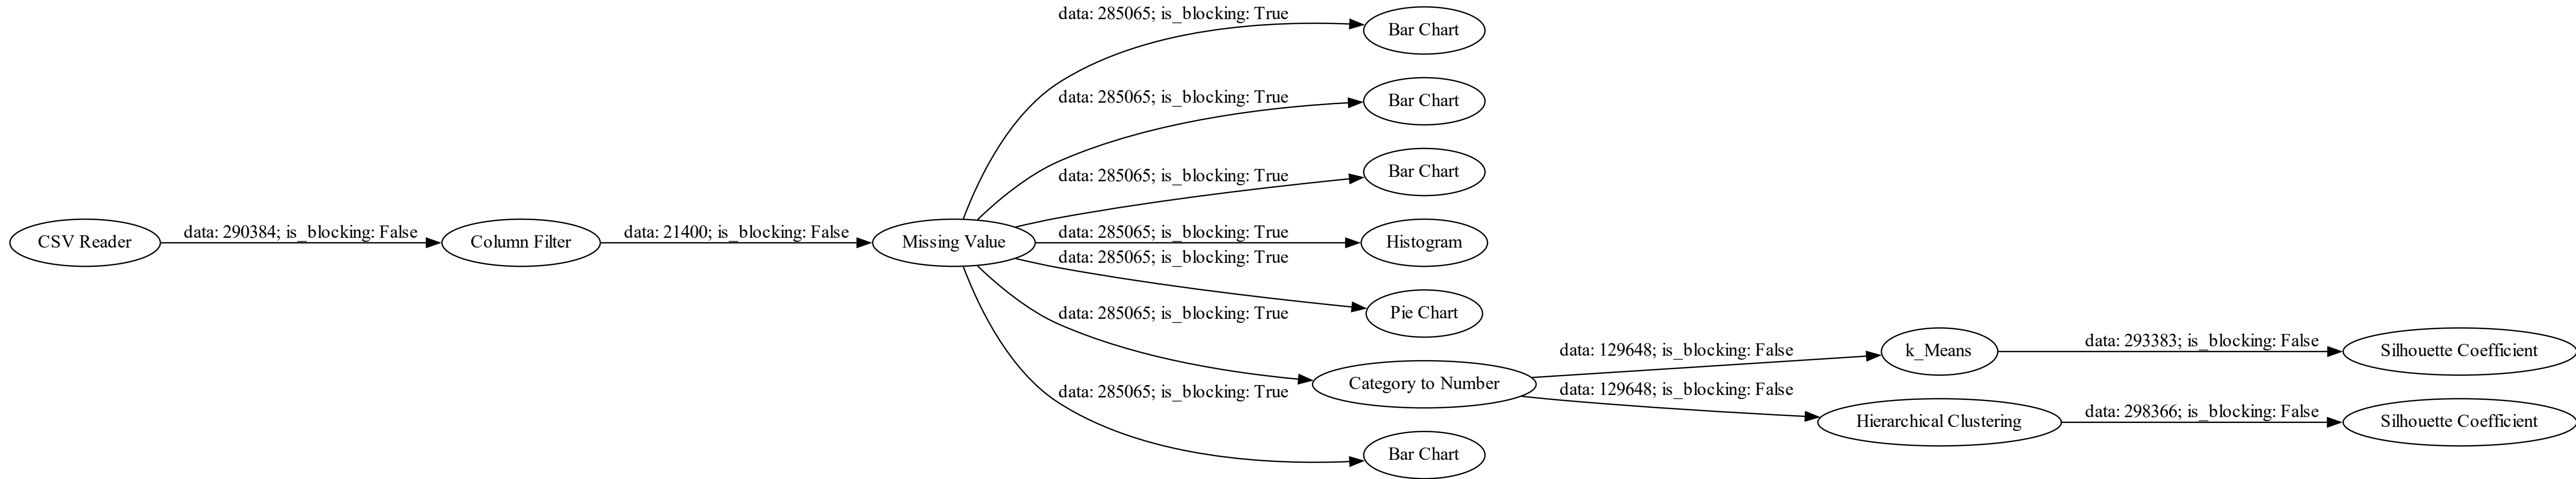 CSV Reader
data: 290384; is_blocking: False
Column Filter
data: 21400; is_blocking: False
Missing Value
data: 285065; is_blocking: True
Bar Chart
data: 285065; is_blocking: True
Bar Chart
data: 285065; is_blocking: True
Bar Chart
data: 285065; is_blocking: True
Histogram
data: 285065; is_blocking: True
Pie Chart
data: 285065; is_blocking: True
Category to Number
data: 285065; is_blocking: True
Bar Chart
data: 129648; is_blocking: False
k_Means
data: 293383; is_blocking: False
Silhouette Coefficient
data: 129648; is_blocking: False
Hierarchical Clustering
data: 298366; is_blocking: False
Silhouette Coefficient